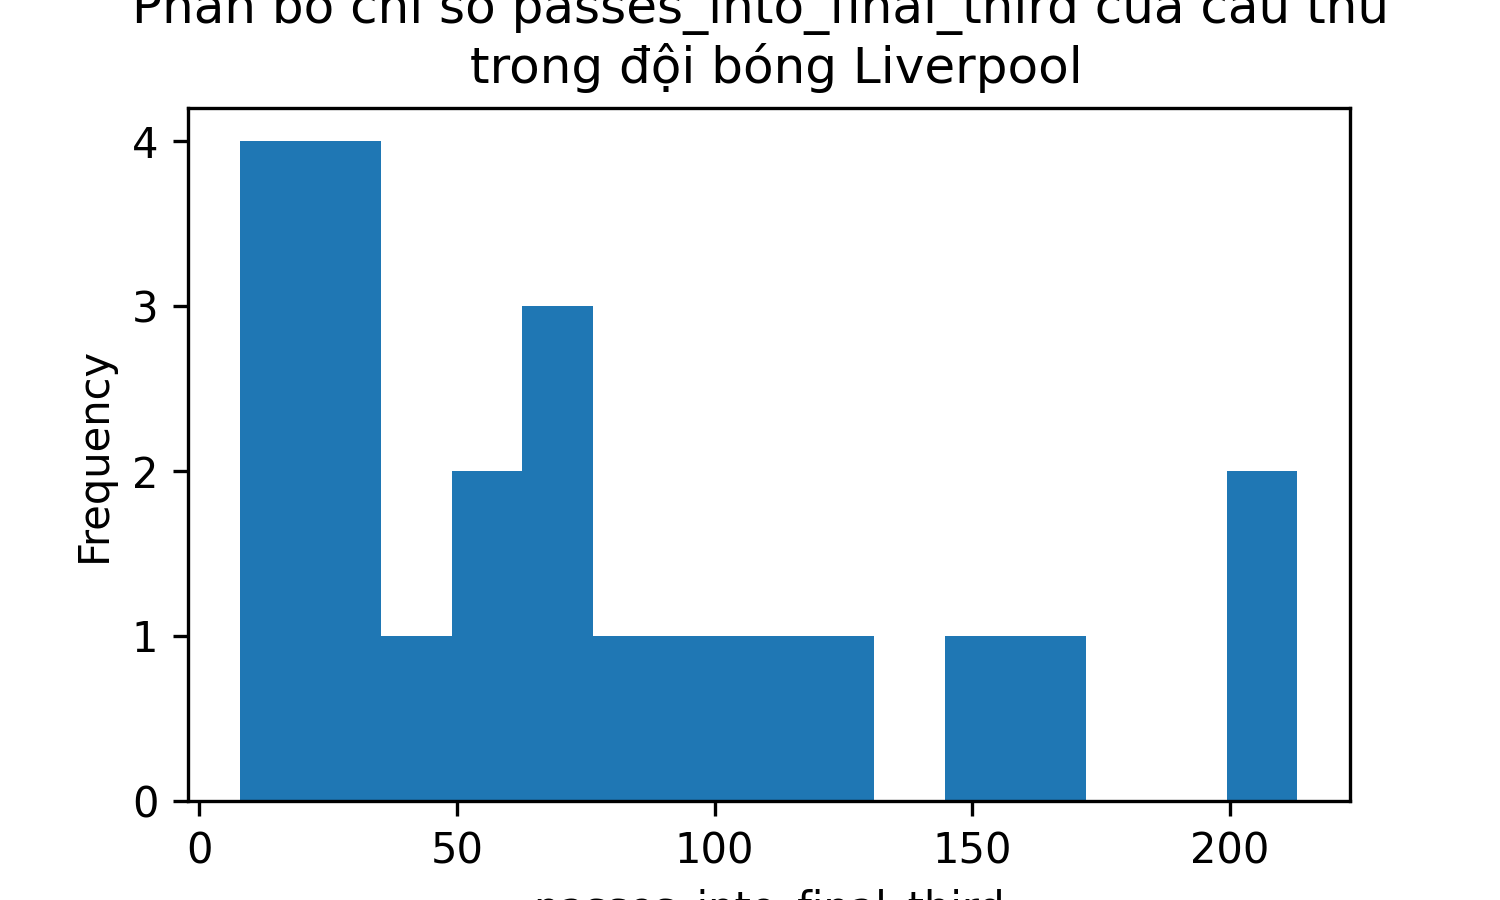 Phân bố chỉ số passes_into_final_third của cầu thủ
trong đội bóng Liverpool
4
3
2
1
0
Frequency
0 50 100 150 200
passes_into_final_third